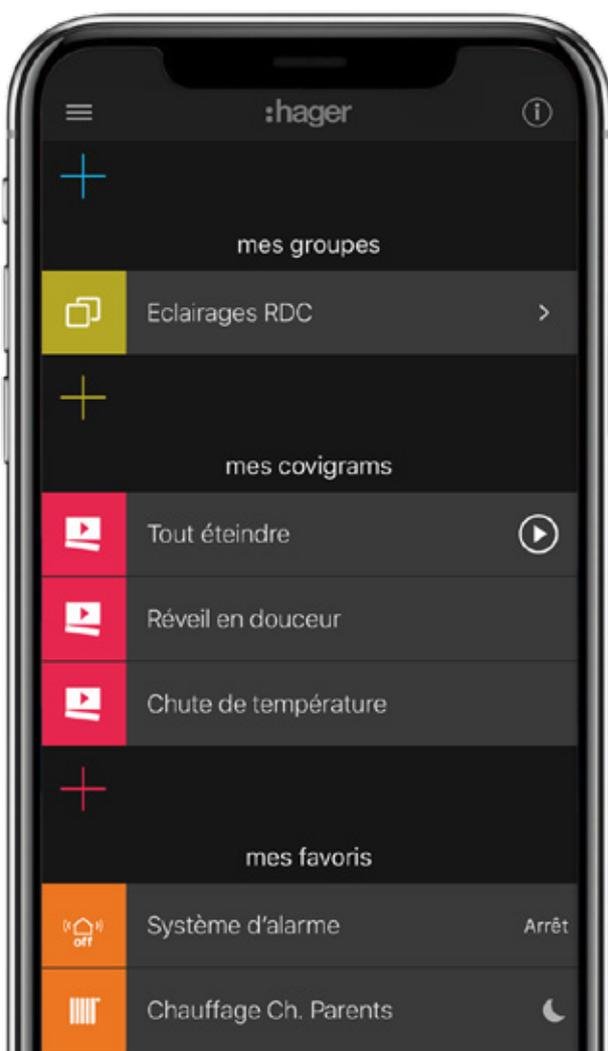 :hager
mes groupes
Eclairages RDC
mes covigrams
Tout éteindre
Réveil en douceur
Chute de température
mes favoris
off
Système d'alarme
Arrêt
Chauffage Ch. Parents